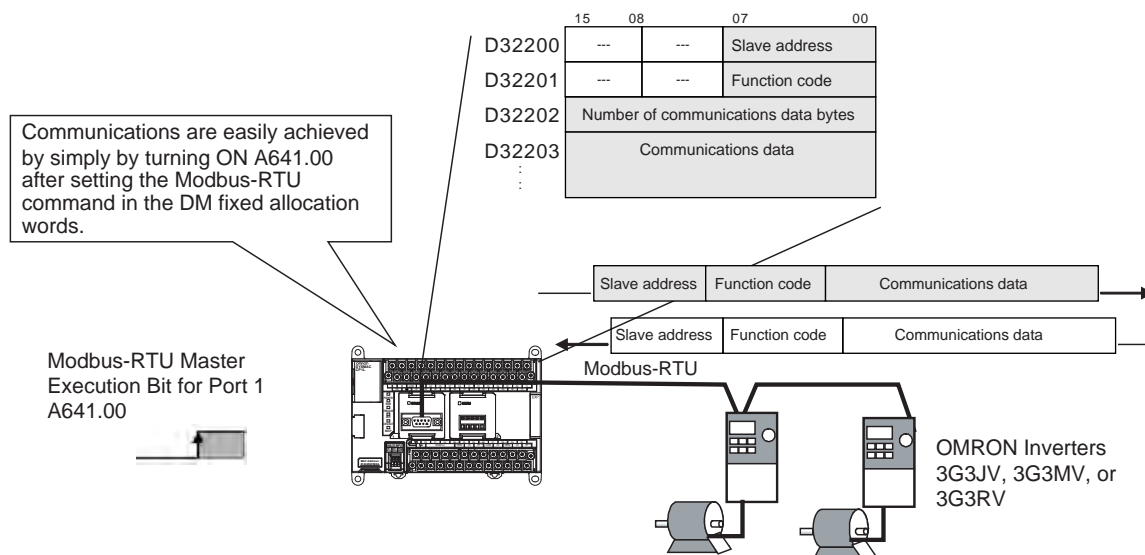 15 08 07 00
D32200 --- --- Slave address
D32201 --- --- Function code
D32202 Number of communications data bytes
D32203 Communications data
Communications are easily achieved
by simply by turning ON A641.00
after setting the Modbus-RTU
command in the DM fixed allocation
words.
Slave address Function code Communications data
Slave address Function code Communications data
Modbus-RTU
Modbus-RTU Master
Execution Bit for Port 1
A641.00
OMRON Inverters
3G3JV, 3G3MV, or
3G3RV